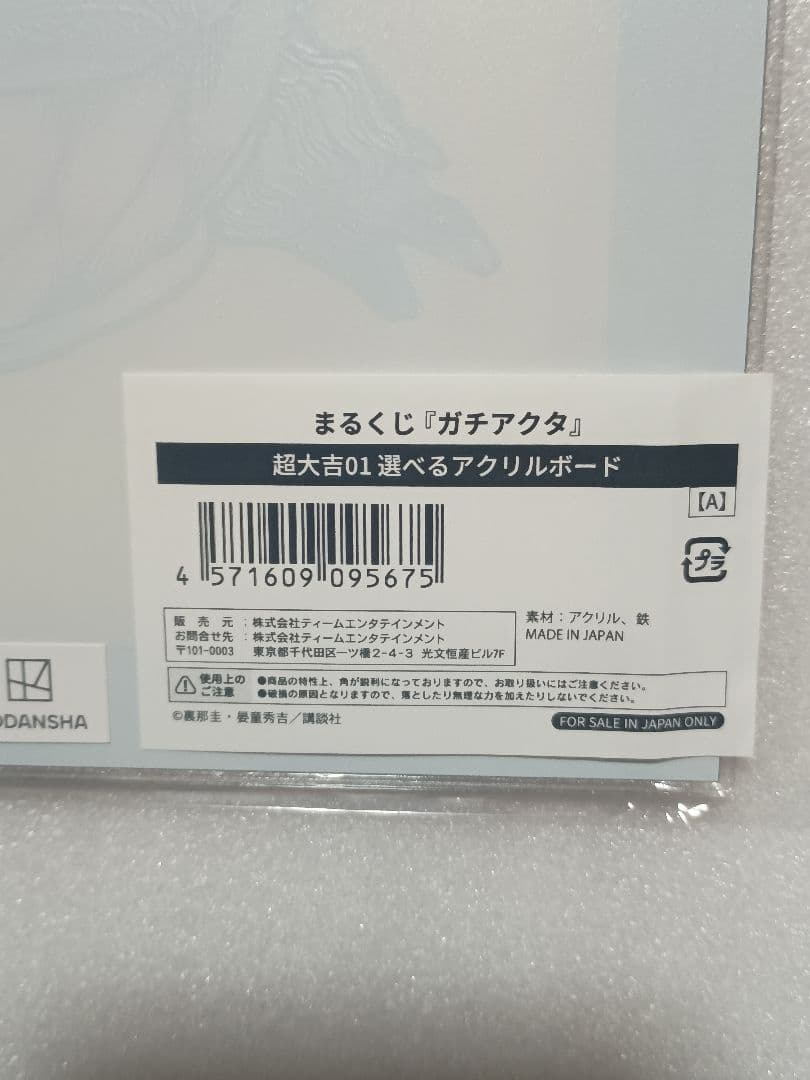 まるくじ『ガチアクタ』
超大吉01 選べるアクリルボード
【A】
4 571609 095675
プラ
販　売　元　：株式会社ティームエンタテインメント
お問合せ先　：株式会社ティームエンタテインメント
〒101-0003　東京都千代田区一ツ橋2-4-3 光文恒産ビル7F
素材：アクリル、鉄
MADE IN JAPAN
使用上のご注意
●商品の特性上、角が鋭利になっておりますので、お取り扱いにはご注意ください。
●破損の原因となりますので、落としたり無理な力を加えたりしないでください。
©裏那圭・晏童秀吉／講談社
FOR SALE IN JAPAN ONLY
ODANSHA